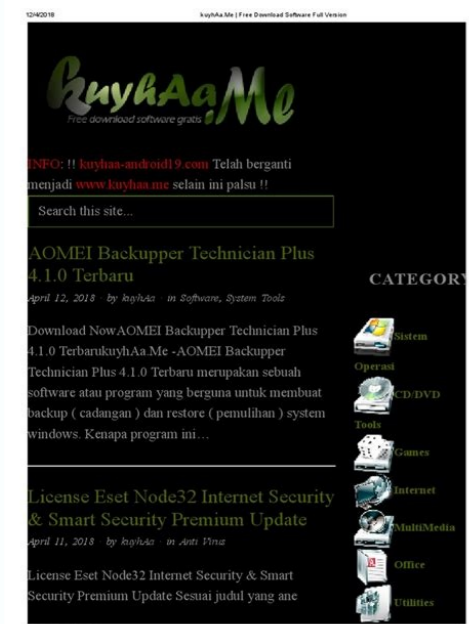 12/4/2018
kuyhAa.Me | Free Download Software Full Version
kuyhAa.Me
Free download software gratis
INFO: !! kuyhaa-android19.com Telah berganti
menjadi www.kuyhaa.me selain ini palsu !!
Search this site...
AOMEI Backupper Technician Plus
4.1.0 Terbaru
April 12, 2018 · by kuyhAa · in Software, System Tools
Download NowAOMEI Backupper Technician Plus
4.1.0 TerbarukuyhAa.Me -AOMEI Backupper
Technician Plus 4.1.0 Terbaru merupakan sebuah
software atau program yang berguna untuk membuat
backup ( cadangan ) dan restore ( pemulihan ) system
windows. Kenapa program ini…
License Eset Node32 Internet Security
& Smart Security Premium Update
April 11, 2018 · by kuyhAa · in Anti Virus
License Eset Node32 Internet Security & Smart
Security Premium Update Sesuai judul yang ane
CATEGORY
Sistem
Operasi
CD/DVD
Tools
Games
Internet
MultiMedia
Office
Utilities